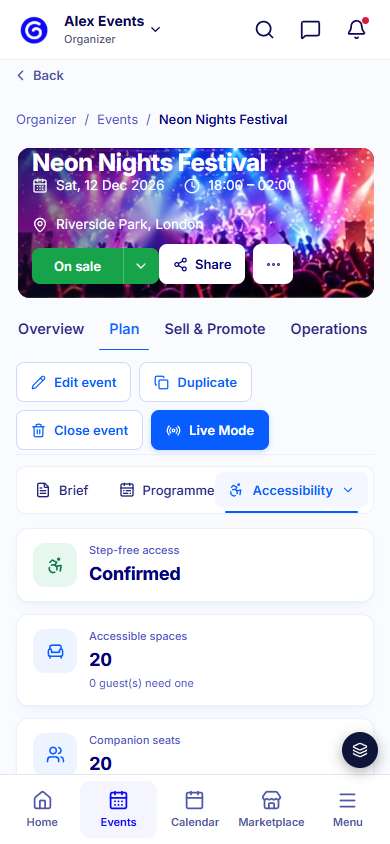 Alex Events
Organizer
Back
Organizer / Events / Neon Nights Festival
Neon Nights Festival
Sat, 12 Dec 2026 18:00 – 02:00
Riverside Park, London
On sale
Share
Overview Plan Sell & Promote Operations
Edit event Duplicate
Close event Live Mode
Brief Programme Accessibility
Step-free access
Confirmed
Accessible spaces
20
0 guest(s) need one
Companion seats
20
Home Events Calendar Marketplace Menu